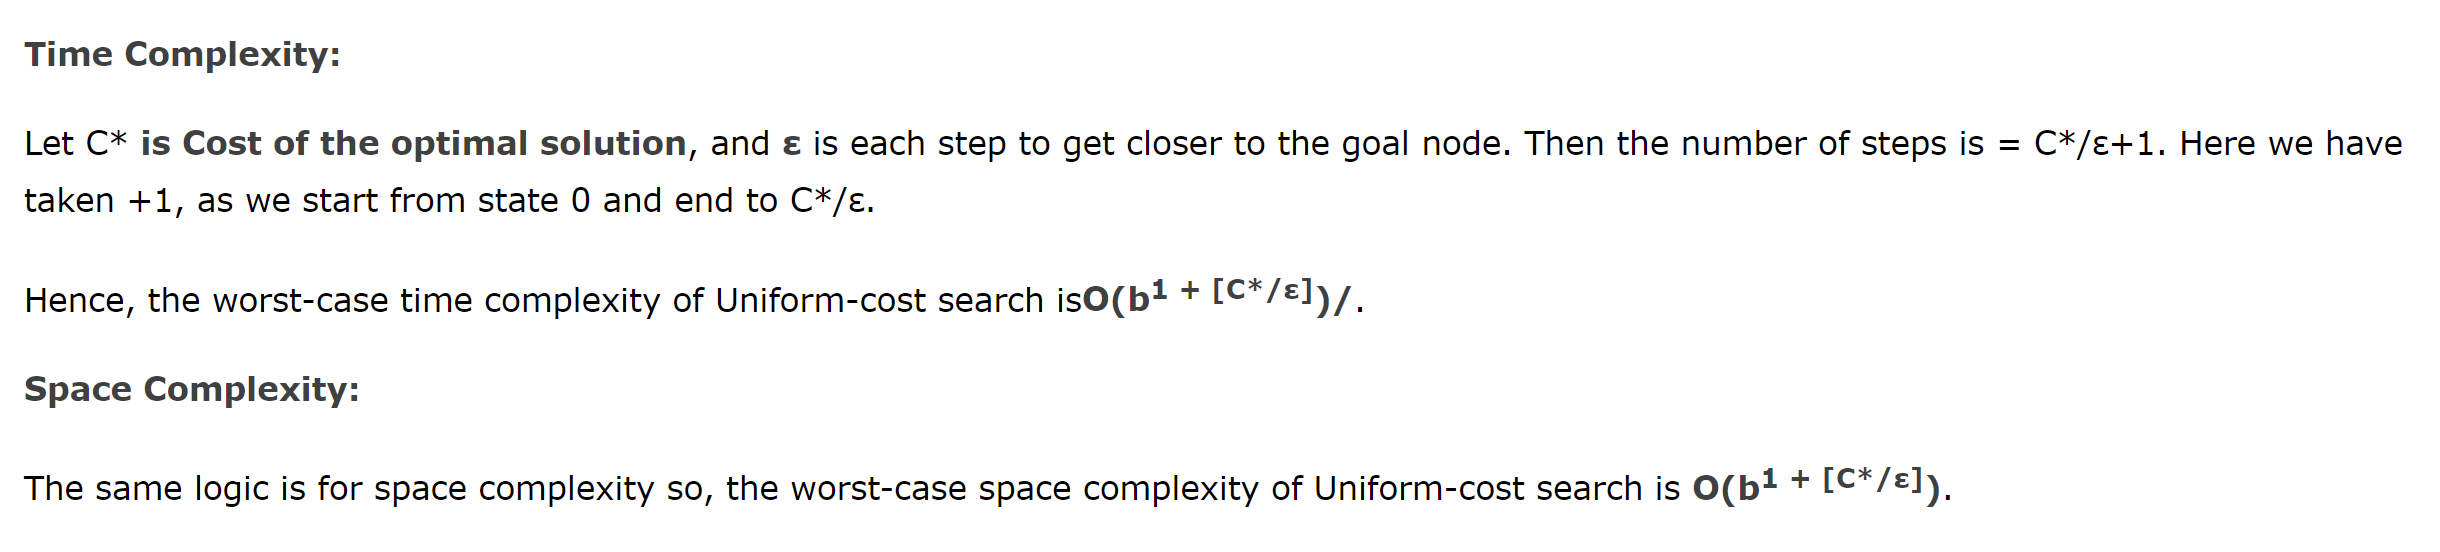 Time Complexity:
Let C* is Cost of the optimal solution, and ε is each step to get closer to the goal node. Then the number of steps is = C*/ε+1. Here we have
taken +1, as we start from state 0 and end to C*/ε.
Hence, the worst-case time complexity of Uniform-cost search isO(b1 + [C*/ε])/.
Space Complexity:
The same logic is for space complexity so, the worst-case space complexity of Uniform-cost search is O(b1 + [C*/ε]).